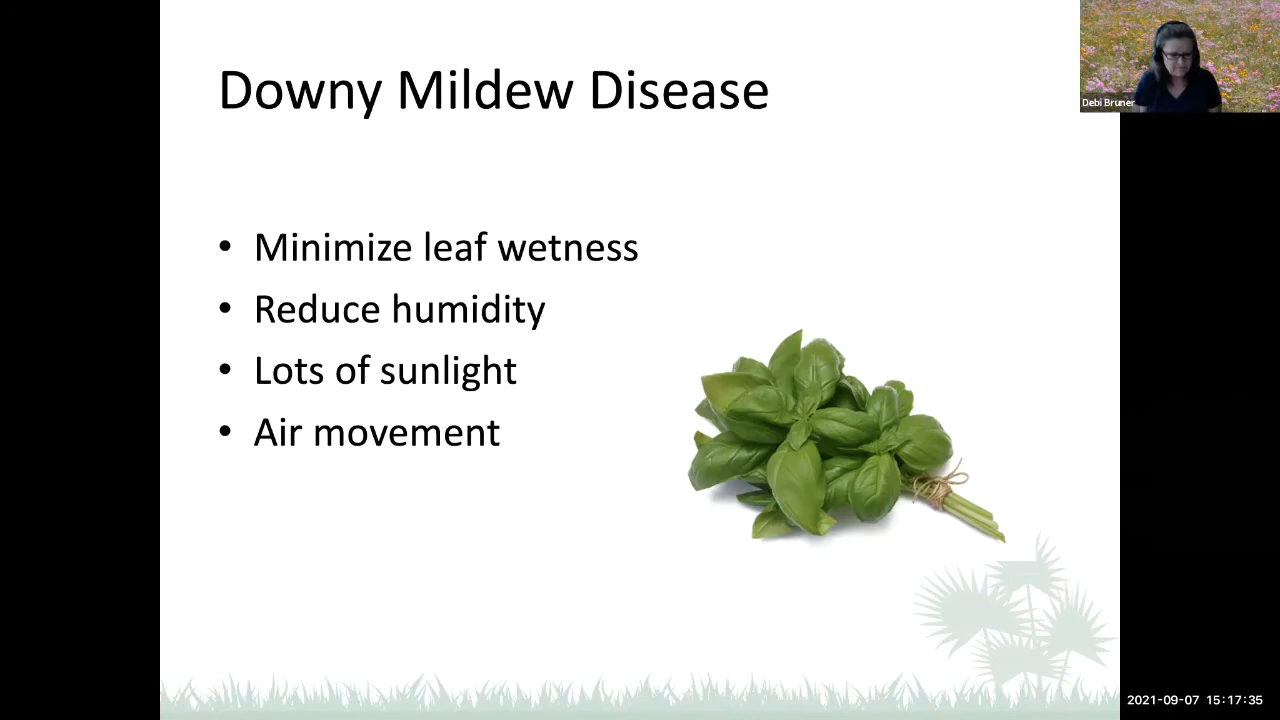 Downy Mildew Disease
Debi Bruner
• Minimize leaf wetness
• Reduce humidity
• Lots of sunlight
• Air movement
2021-09-07 15:17:35